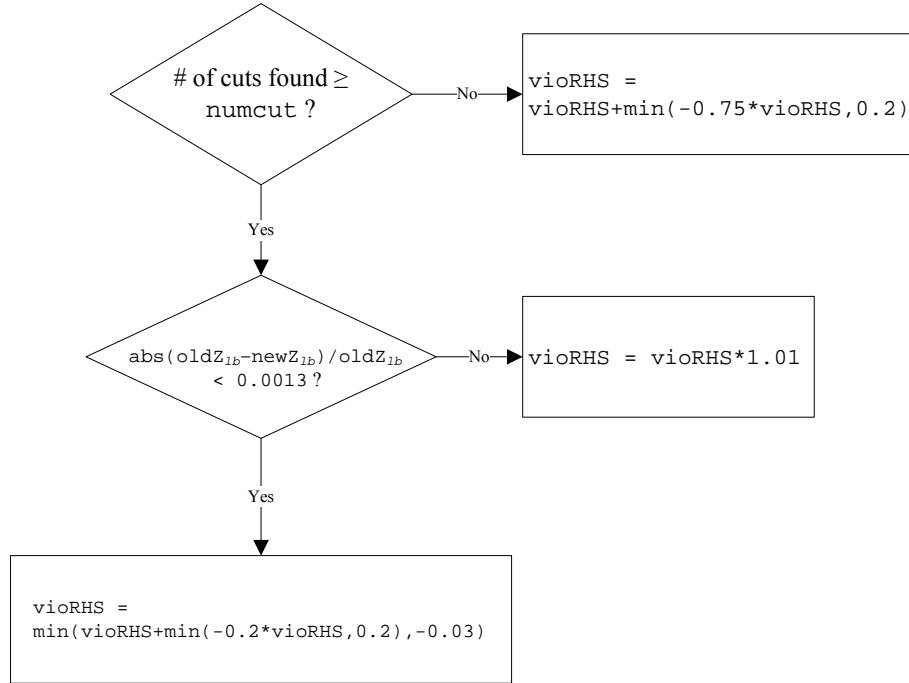 # of cuts found ≥
numcut ?
No
vioRHS =
vioRHS+min(-0.75*vioRHS,0.2)
Yes
abs(oldZlb-newZlb)/oldZlb
< 0.0013 ?
No
vioRHS = vioRHS*1.01
Yes
vioRHS =
min(vioRHS+min(-0.2*vioRHS,0.2),-0.03)